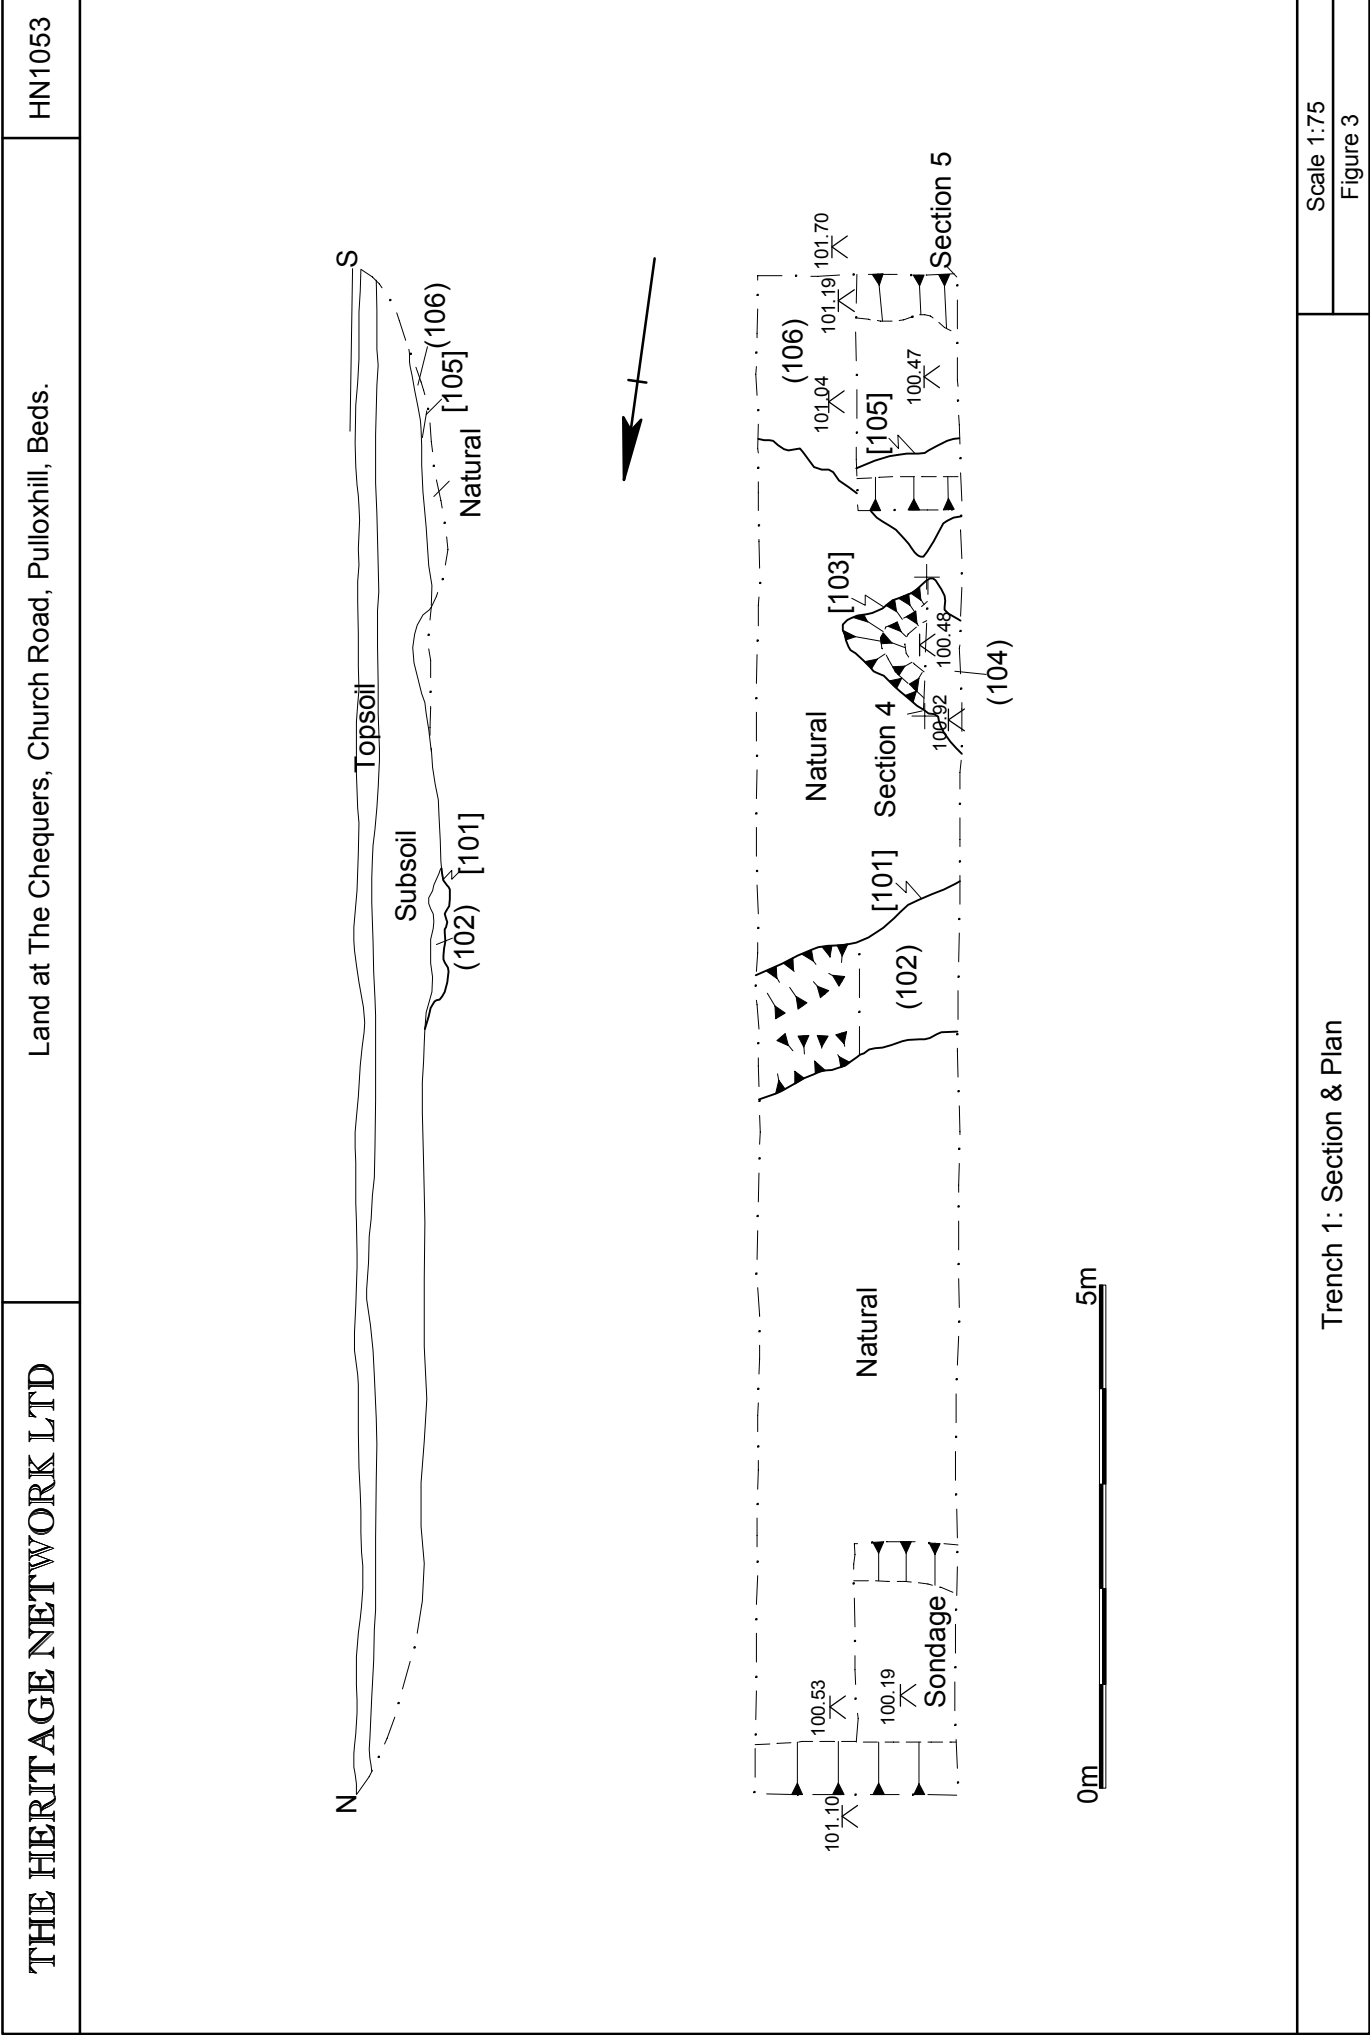 THE HERITAGE NETWORK LTD
Land at The Chequers, Church Road, Pulloxhill, Beds.
HN1053
N
S
Topsoil
Subsoil
(102)
[101]
Natural
[105]
(106)
101.10
100.53
100.19
Sondage
Natural
(102)
[101]
Natural
Section 4
100.92
100.48
(104)
[103]
[105]
(106)
101.04
101.19
101.70
100.47
Section 5
0m
5m
Trench 1: Section & Plan
Scale 1:75
Figure 3